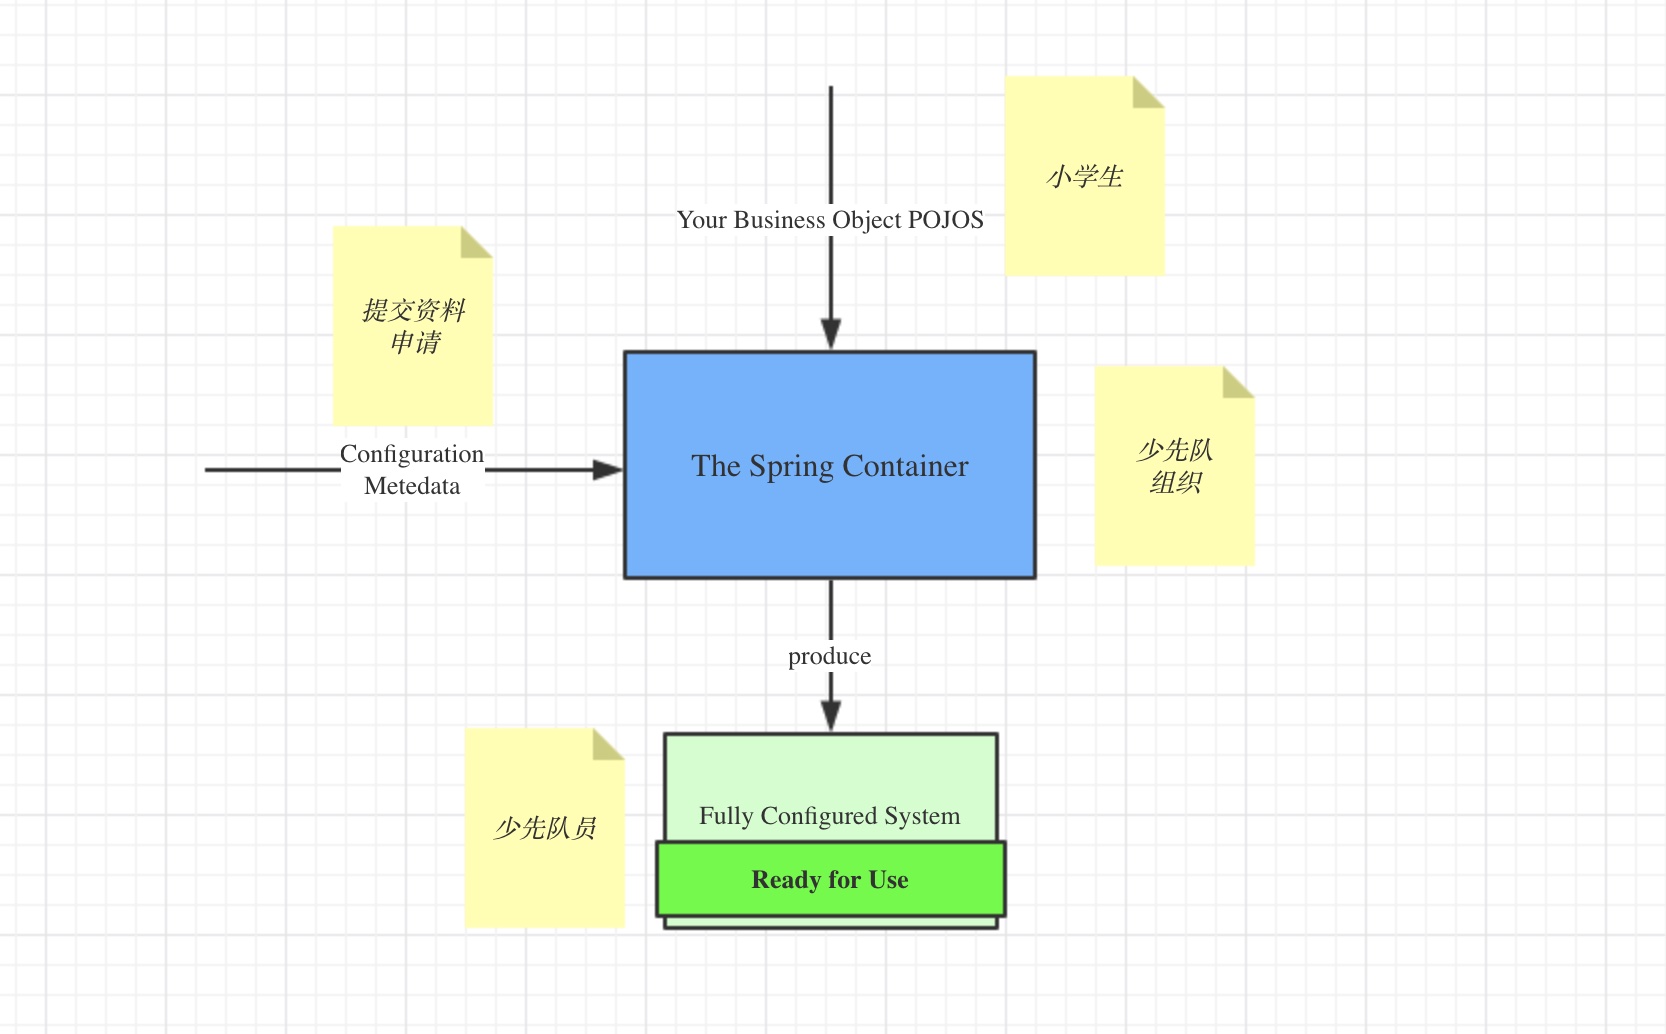 小学生
Your Business Object POJOS
提交资料
申请
Configuration
Metedata
The Spring Container
少先队
组织
produce
少先队员
Fully Configured System
Ready for Use